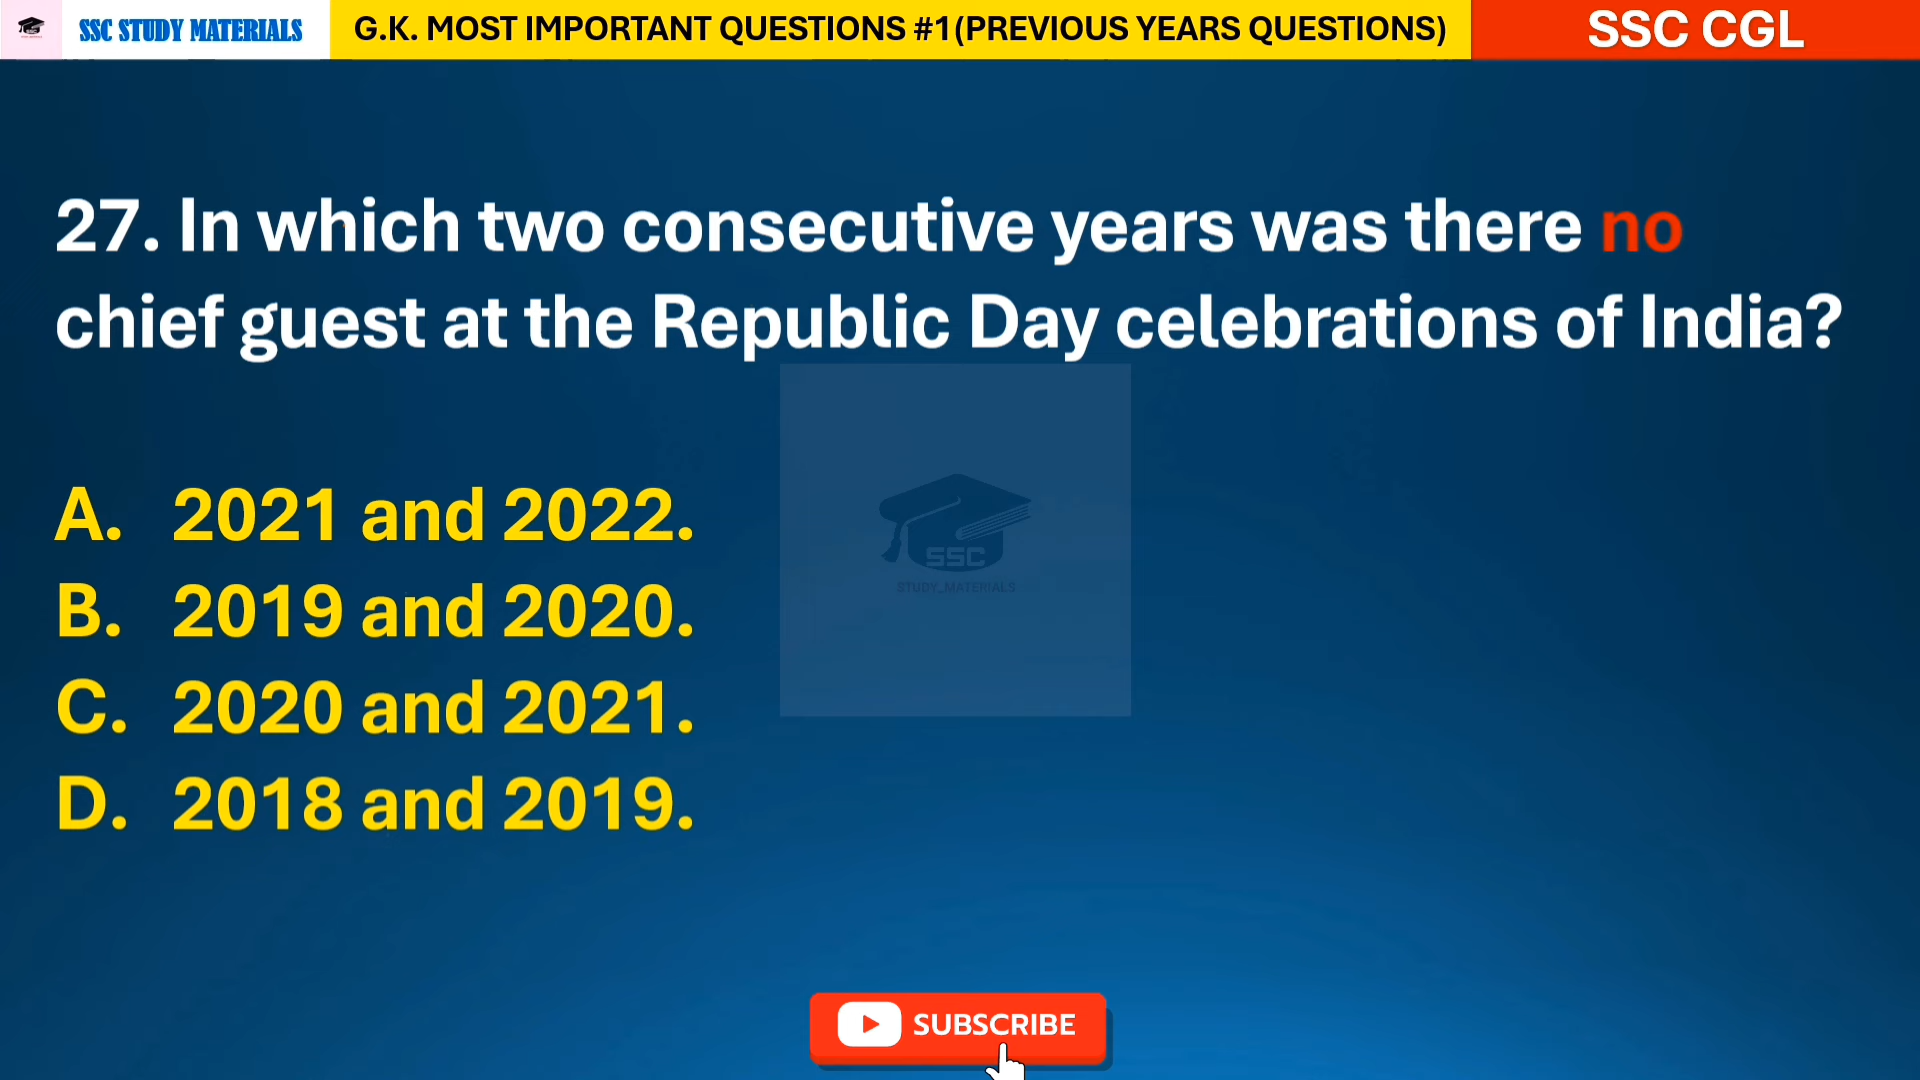 SSC STUDY MATERIALS
G.K. MOST IMPORTANT QUESTIONS #1(PREVIOUS YEARS QUESTIONS)
SSC CGL
27. In which two consecutive years was there no
chief guest at the Republic Day celebrations of India?
SSC
STUDY_MATERIALS
A. 2021 and 2022.
B. 2019 and 2020.
C. 2020 and 2021.
D. 2018 and 2019.
SUBSCRIBE